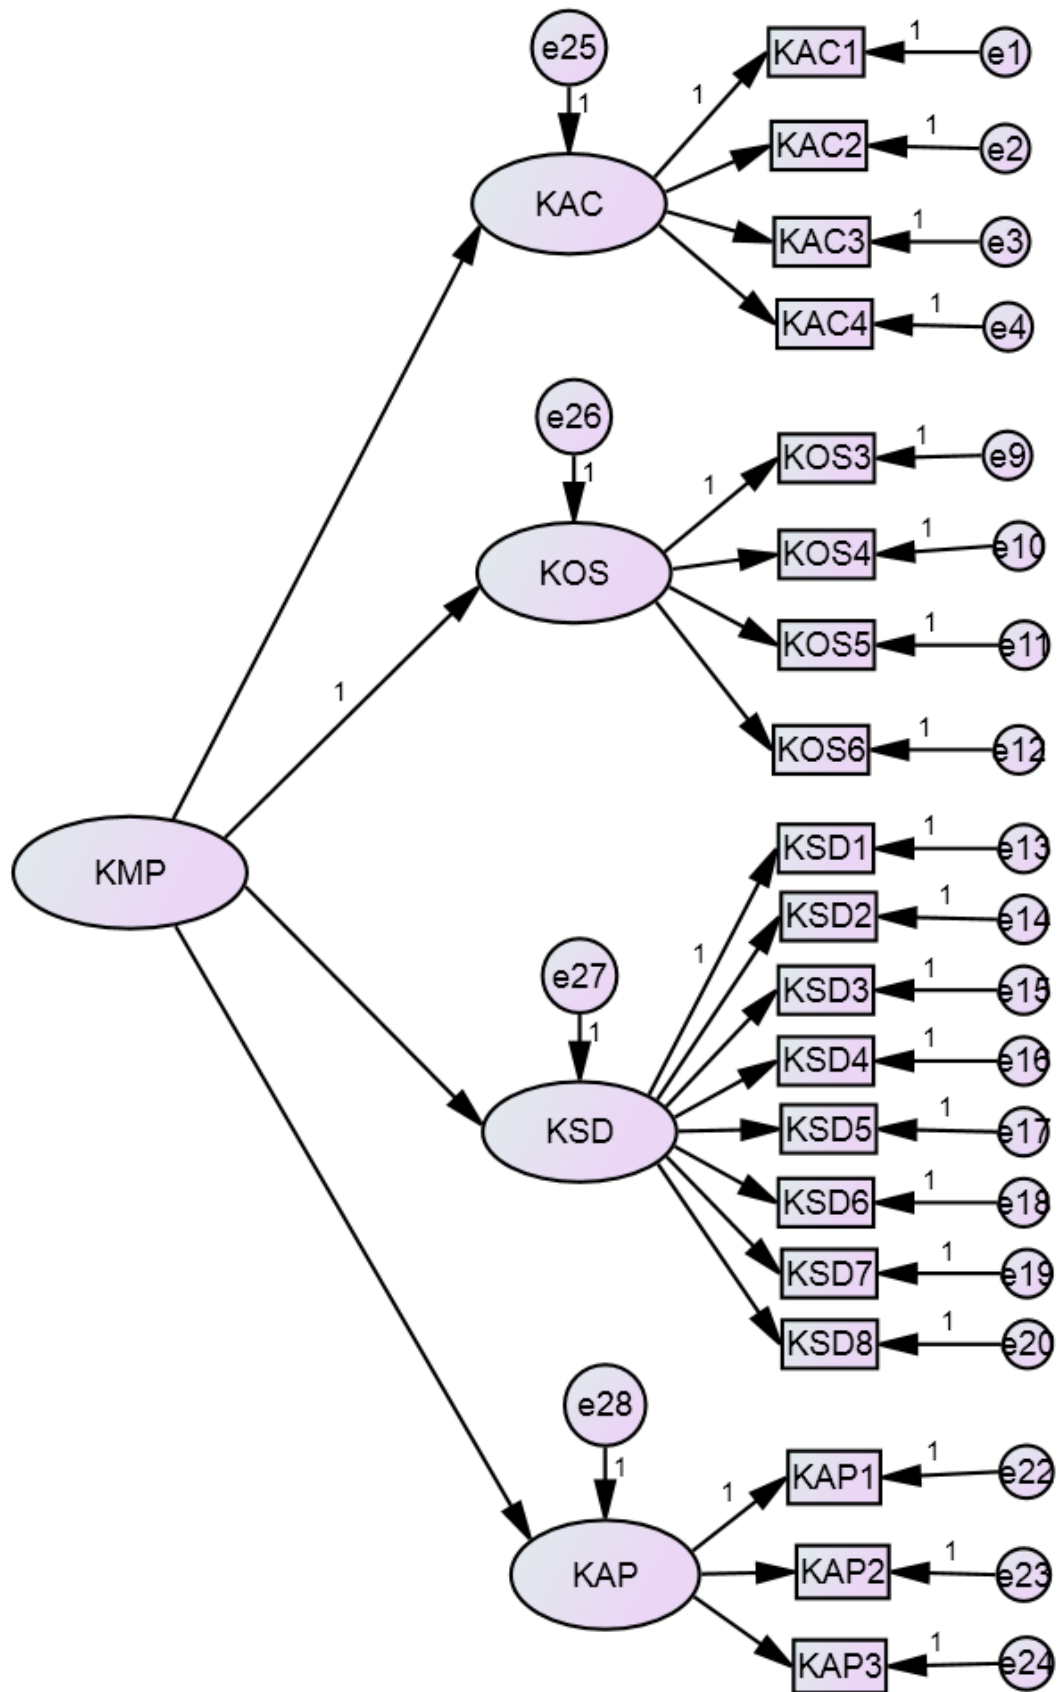 e25
1
KAC
1
KAC1
1
e1
KAC2
1
e2
KAC3
1
e3
KAC4
1
e4
e26
1
KOS
1
KOS3
1
e9
KOS4
1
e10
KOS5
1
e11
KOS6
1
e12
1
KMP
e27
1
KSD
1
KSD1
1
e13
KSD2
1
e14
KSD3
1
e15
KSD4
1
e16
KSD5
1
e17
KSD6
1
e18
KSD7
1
e19
KSD8
1
e20
e28
1
KAP
1
KAP1
1
e22
KAP2
1
e23
KAP3
1
e24